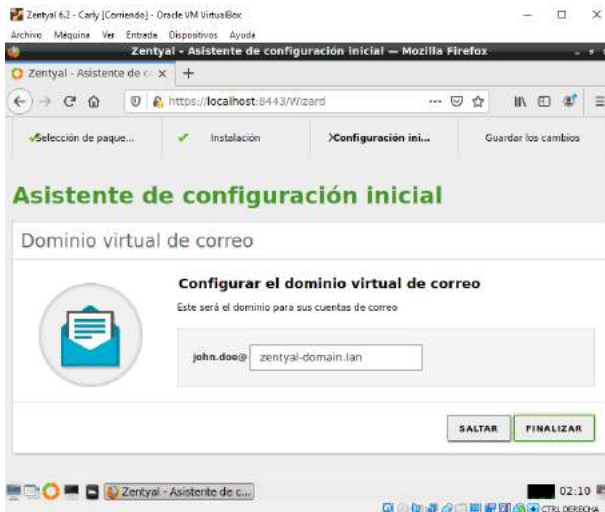 Zentyal 6.2 - Carly [Corriendo] - Oracle VM VirtualBox
Archivo Máquina Ver Entrada Dispositivos Ayuda
Zentyal - Asistente de configuración inicial — Mozilla Firefox
Zentyal - Asistente de c
https://localhost:8443/Wizard
Selección de paque...
Instalación
Configuración ini...
Guardar los cambios
Asistente de configuración inicial
Dominio virtual de correo
Configurar el dominio virtual de correo
Este será el dominio para sus cuentas de correo
john.doe@ zentyal-domain.lan
SALTAR FINALIZAR
Zentyal - Asistente de c...
02:10
CTRL DERECHA